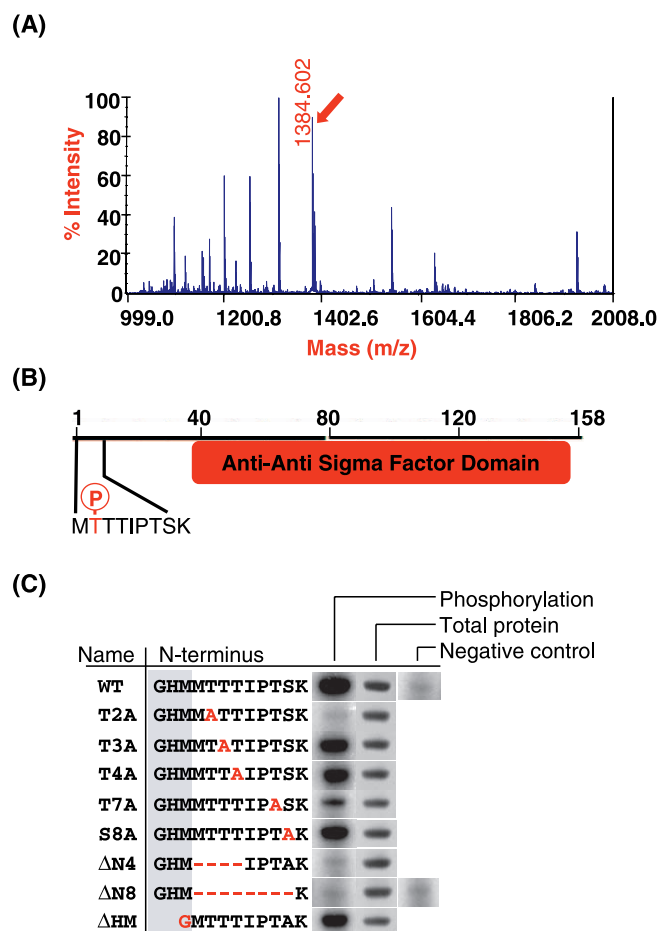 (A)
1384.602
% Intensity
100
80
60
40
20
0
999.0 1200.8 1402.6 1604.4 1806.2 2008.0
Mass (m/z)
(B)
1 40 80 120 158
Anti-Anti Sigma Factor Domain
P
MTTTIPTSK
(C)
Phosphorylation
Total protein
Negative control
Name N-terminus
WT GHMMTTTIPTSK
T2A GHMMATTIPTSK
T3A GHMMTATIPTSK
T4A GHMMTTAIPTSK
T7A GHMMTTTIPASK
S8A GHMMTTTIPTAK
ΔN4 GHM----IPTAK
ΔN8 GHM--------K
ΔHM GMTTTIPTAK